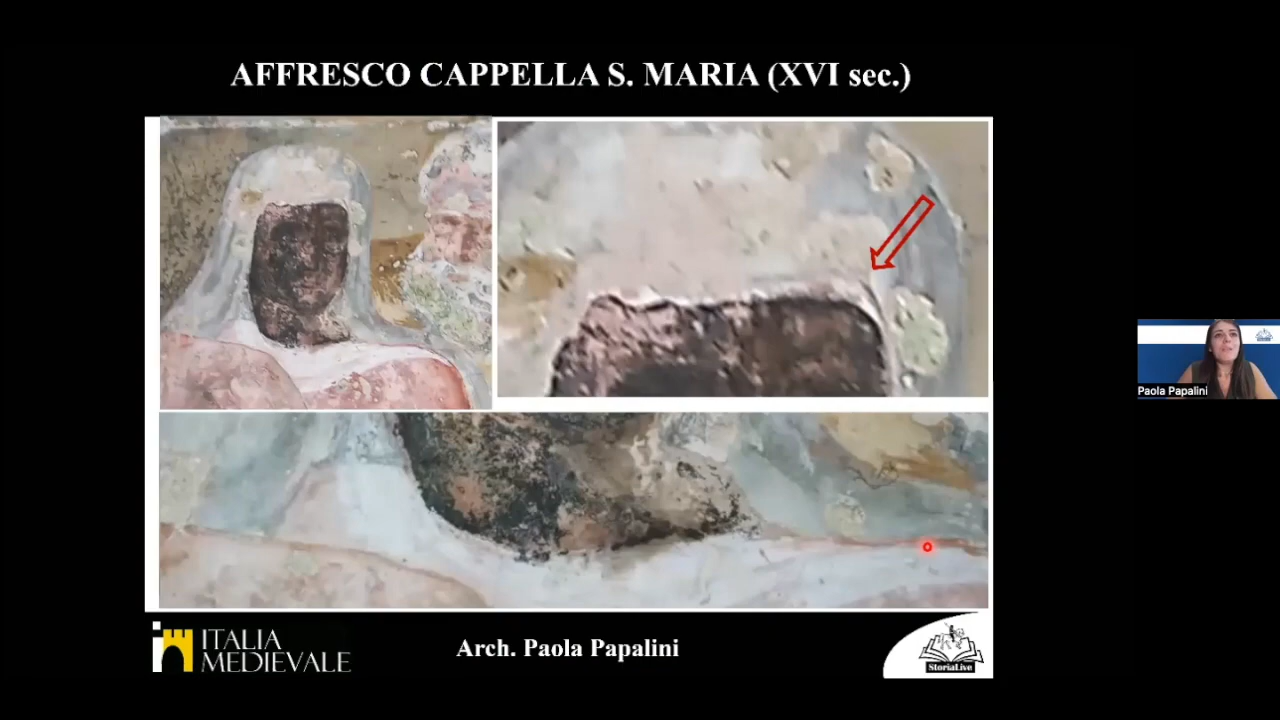 AFFRESCO CAPPELLA S. MARIA (XVI sec.)
Paola Papalini
ITALIA
MEDIEVALE
Arch. Paola Papalini
StoriaLive